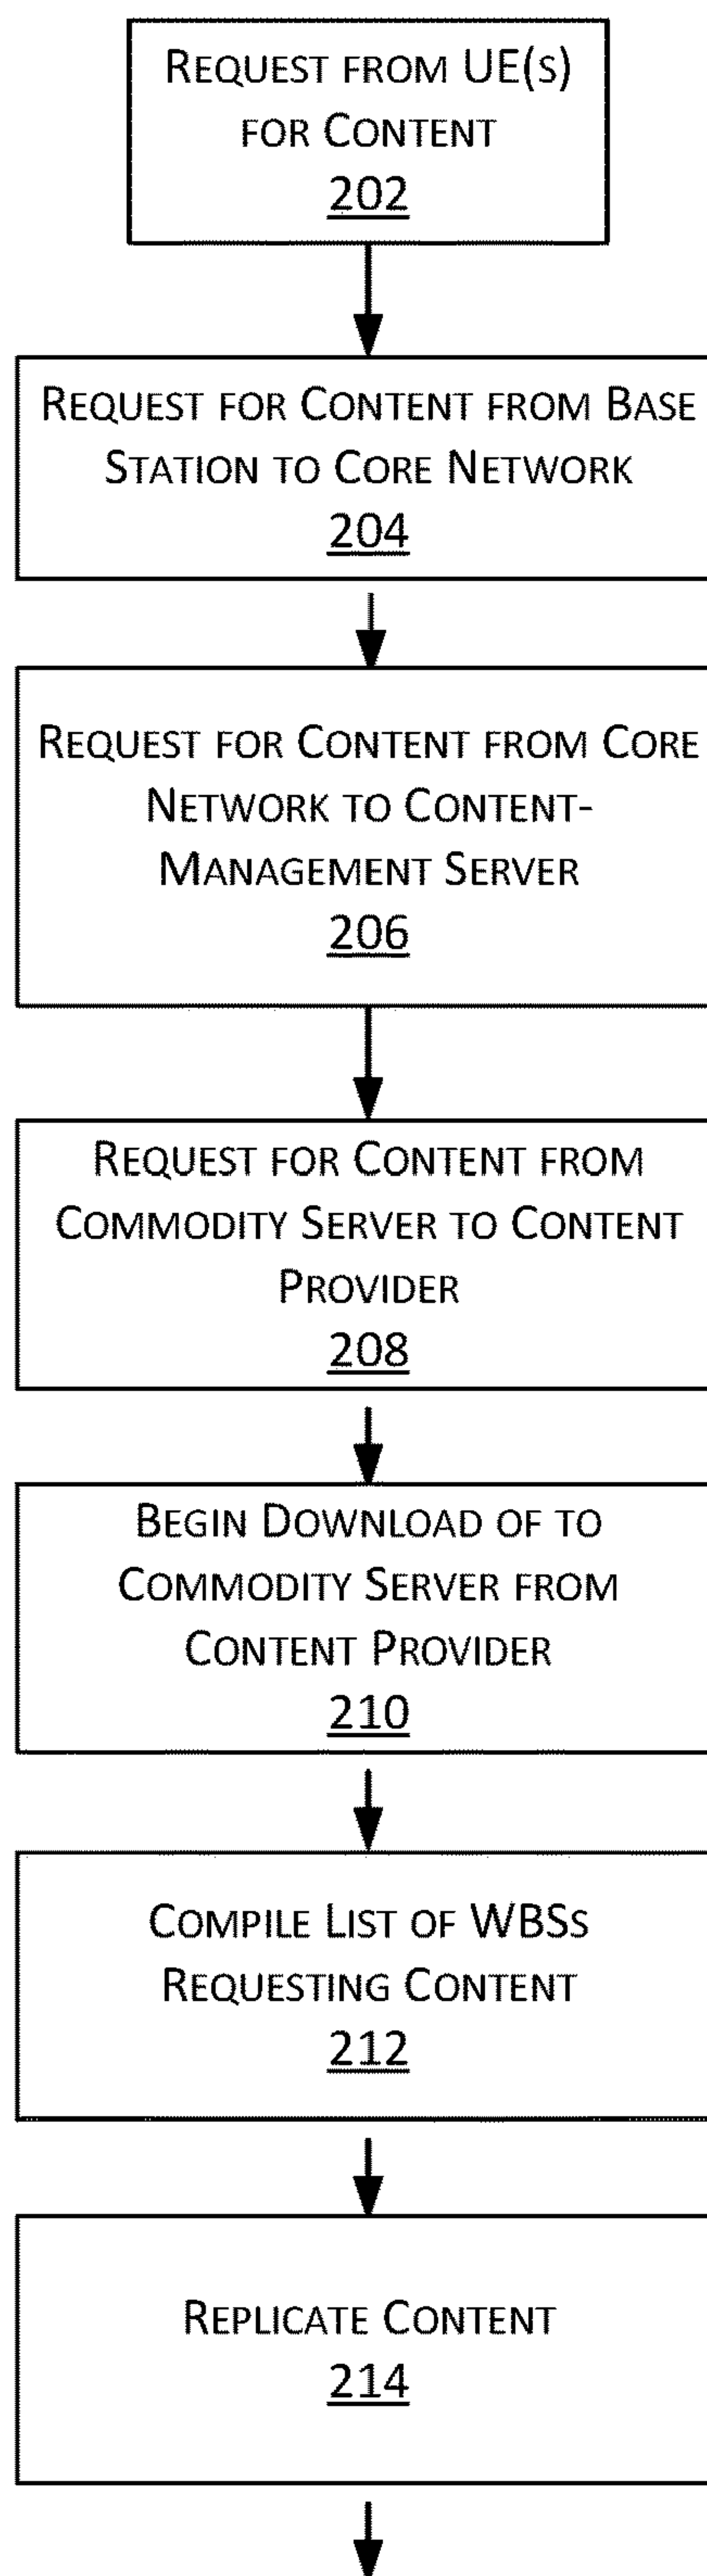 REQUEST FROM UE(S)
FOR CONTENT
202
REQUEST FOR CONTENT FROM BASE
STATION TO CORE NETWORK
204
REQUEST FOR CONTENT FROM CORE
NETWORK TO CONTENT-
MANAGEMENT SERVER
206
REQUEST FOR CONTENT FROM
COMMODITY SERVER TO CONTENT
PROVIDER
208
BEGIN DOWNLOAD OF TO
COMMODITY SERVER FROM
CONTENT PROVIDER
210
COMPILE LIST OF WBSS
REQUESTING CONTENT
212
REPLICATE CONTENT
214